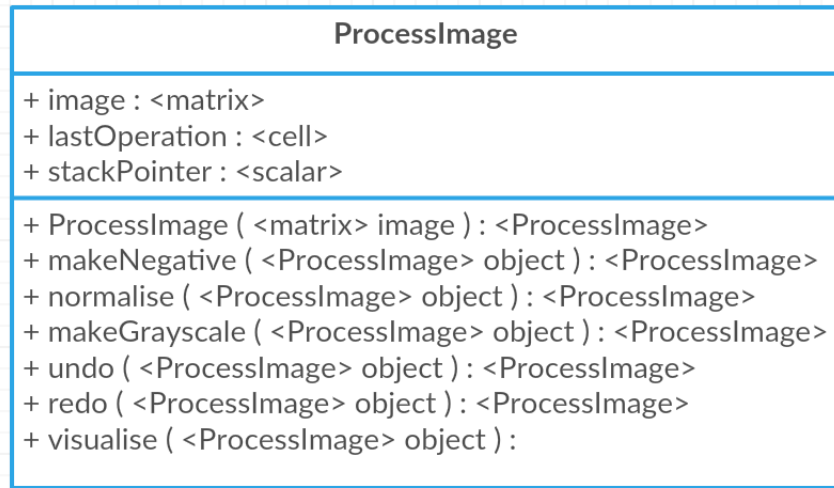 ProcessImage
+ image : <matrix>
+ lastOperation : <cell>
+ stackPointer : <scalar>
+ ProcessImage ( <matrix> image ) : <ProcessImage>
+ makeNegative ( <ProcessImage> object ) : <ProcessImage>
+ normalise ( <ProcessImage> object ) : <ProcessImage>
+ makeGrayscale ( <ProcessImage> object ) : <ProcessImage>
+ undo ( <ProcessImage> object ) : <ProcessImage>
+ redo ( <ProcessImage> object ) : <ProcessImage>
+ visualise ( <ProcessImage> object ) :